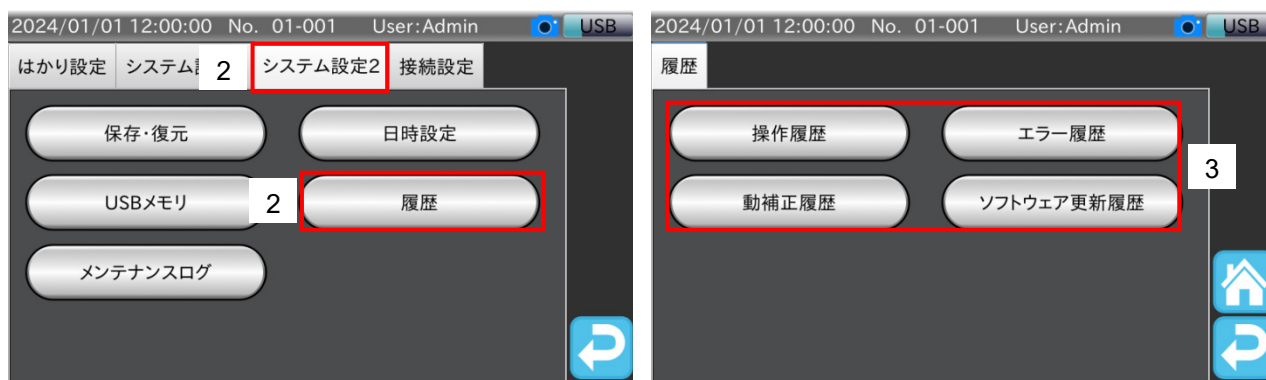 2024/01/01 12:00:00 No. 01-001 User:Admin USB
はかり設定 システム 2 システム設定2 接続設定
保存·復元 日時設定
USBメモリ 2 履歴
メンテナンスログ
2024/01/01 12:00:00 No. 01-001 User:Admin USB
履歴
操作履歴 エラー履歴
3
動補正履歴 ソフトウェア更新履歴